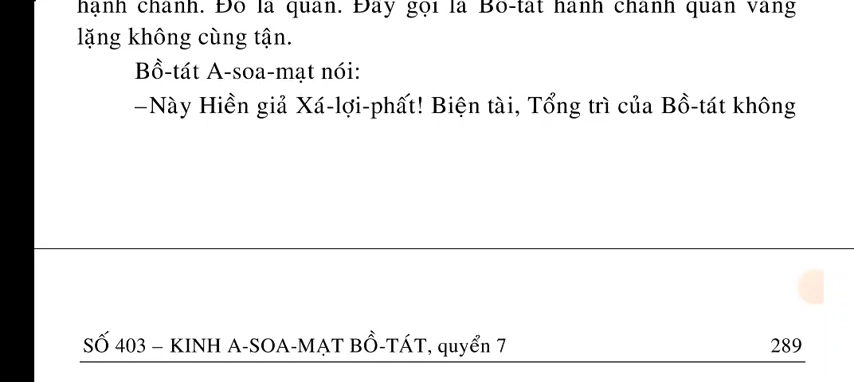 hạnh chánh. Đó là quán. Đây gọi là Bồ-tát hành chánh quán vắng
lặng không cùng tận.
Bồ-tát A-soa-mạt nói:
–Này Hiền giả Xá-lợi-phất! Biện tài, Tổng trì của Bồ-tát không
SỐ 403 – KINH A-SOA-MẠT BỒ-TÁT, quyển 7 289